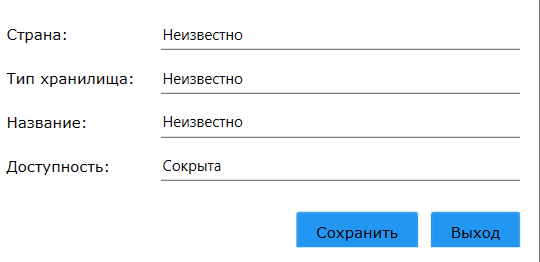 Страна: Неизвестно
Тип хранилища: Неизвестно
Название: Неизвестно
Доступность: Сокрыта
Сохранить Выход